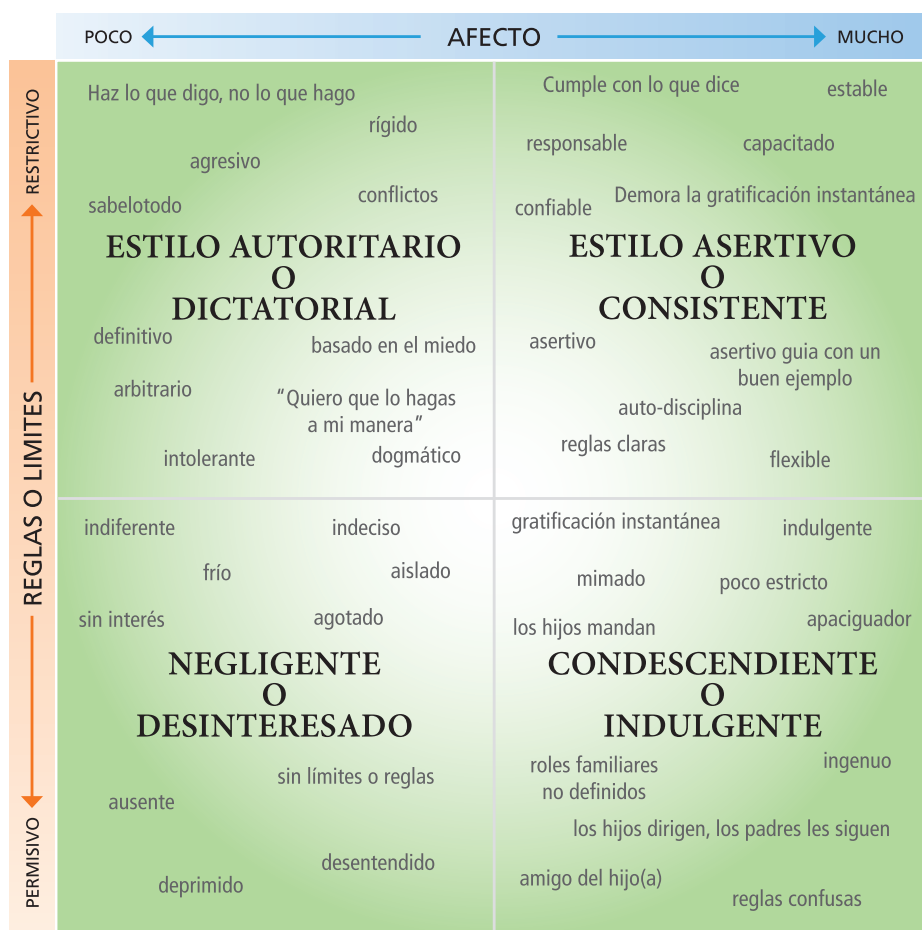 POCO AFECTO MUCHO
RESTRICTIVO
REGLAS O LIMITES
PERMISIVO
Haz lo que digo, no lo que hago
rígido
agresivo
conflictos
sabelotodo
ESTILO AUTORITARIO
O
DICTATORIAL
definitivo
basado en el miedo
arbitrario
“Quiero que lo hagas
a mi manera”
intolerante
dogmático
Cumple con lo que dice
estable
responsable
capacitado
Demora la gratificación instantánea
confiable
ESTILO ASERTIVO
O
CONSISTENTE
asertivo
asertivo guia con un
buen ejemplo
auto-disciplina
reglas claras
flexible
indiferente
indeciso
frío
aislado
sin interés
agotado
NEGLIGENTE
O
DESINTERESADO
sin límites o reglas
ausente
desentendido
deprimido
gratificación instantánea
indulgente
mimado
poco estricto
apaciguador
los hijos mandan
CONDESCENDIENTE
O
INDULGENTE
roles familiares
no definidos
ingenuo
los hijos dirigen, los padres les siguen
amigo del hijo(a)
reglas confusas